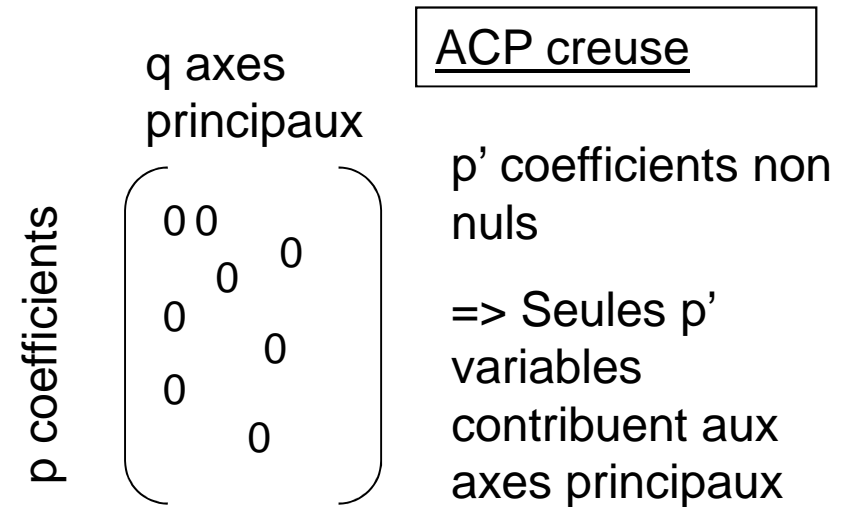 ACP creuse
q axes
principaux
p coefficients
0 0
0
0
0
0
0
0
p’ coefficients non
nuls
=> Seules p’
variables
contribuent aux
axes principaux